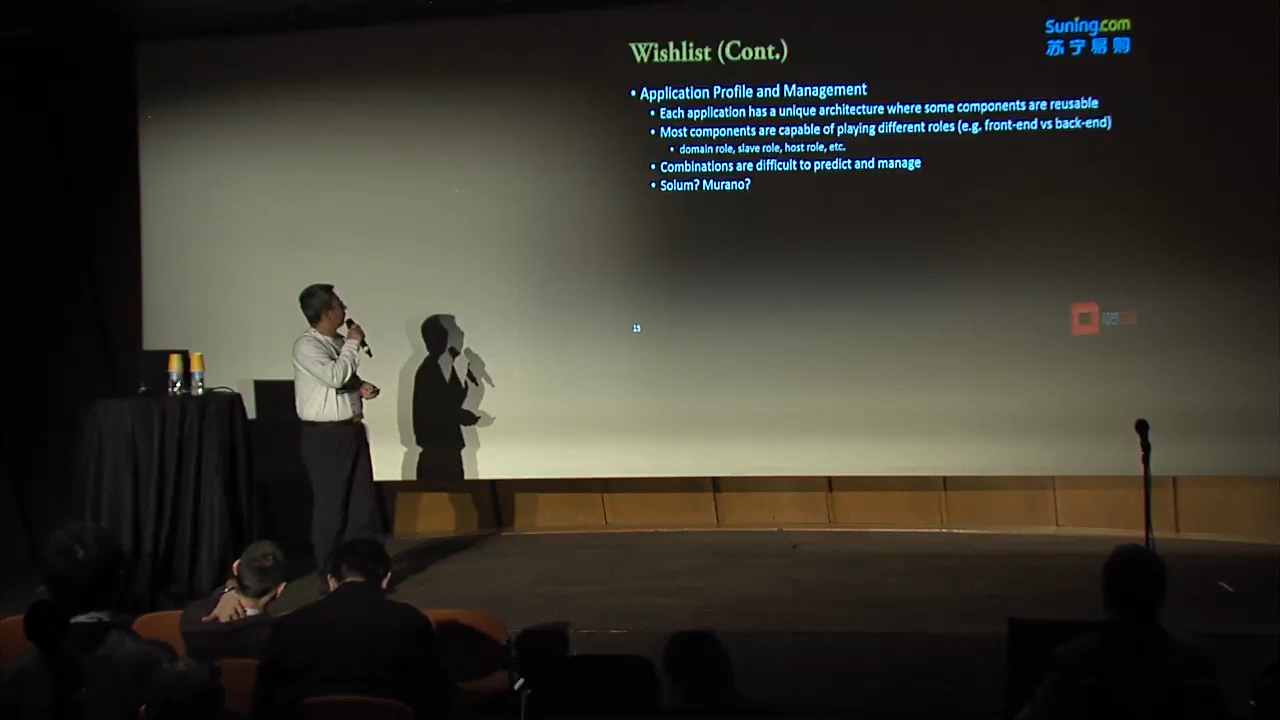 Suning.com
苏宁易购
Wishlist (Cont.)
• Application Profile and Management
• Each application has a unique architecture where some components are reusable
• Most components are capable of playing different roles (e.g. front-end vs back-end)
• domain role, slave role, host role, etc.
• Combinations are difficult to predict and manage
• Solum? Murano?
15